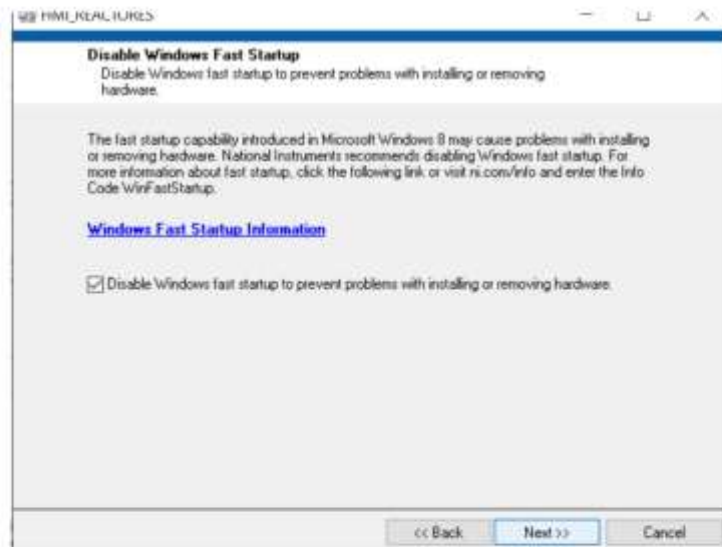 HMI_REACTORES
Disable Windows Fast Startup
Disable Windows fast startup to prevent problems with installing or removing
hardware.
The fast startup capability introduced in Microsoft Windows 8 may cause problems with installing
or removing hardware. National Instruments recommends disabling Windows fast startup. For
more information about fast startup, click the following link or visit ni.com/info and enter the Info
Code WinFastStartup.
Windows Fast Startup Information
Disable Windows fast startup to prevent problems with installing or removing hardware.
<< Back Next >> Cancel